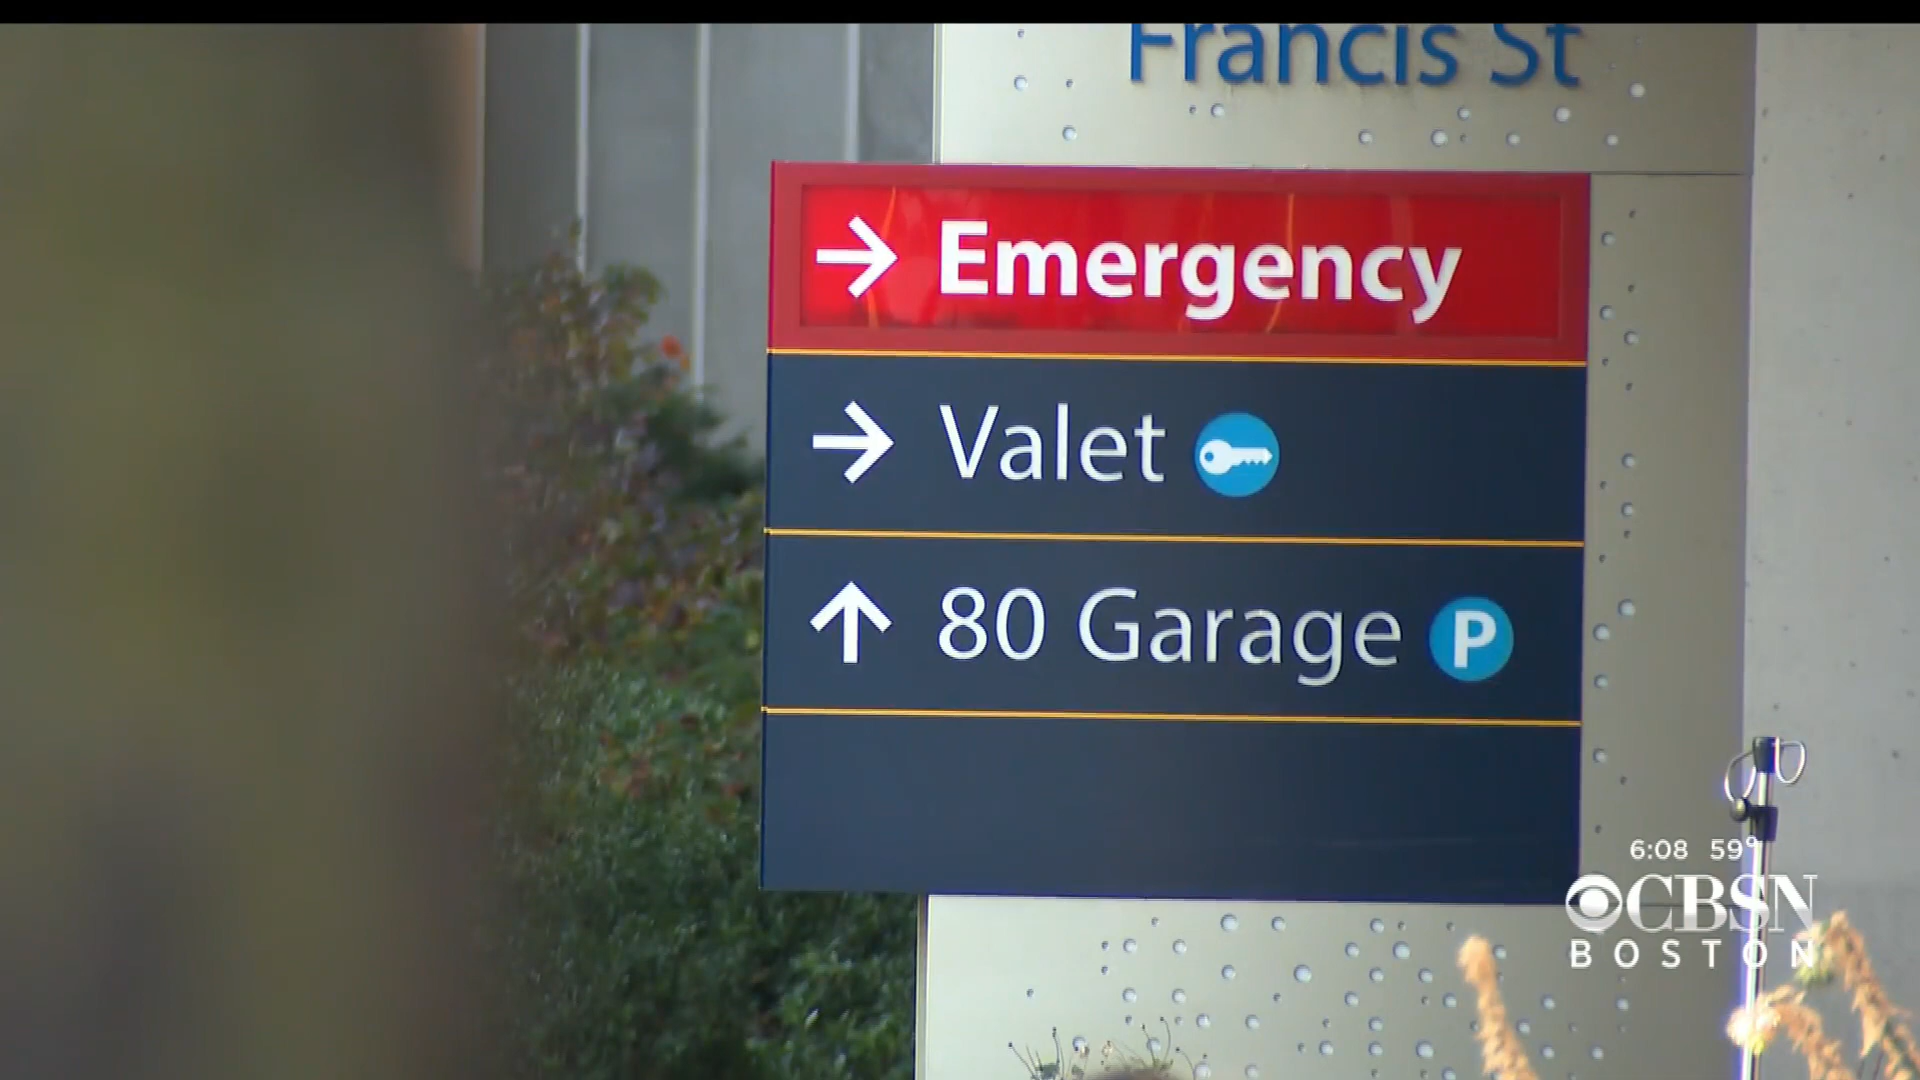 Francis St
→ Emergency
→ Valet
↑ 80 Garage P
6:08 59°
CBSN
BOSTON